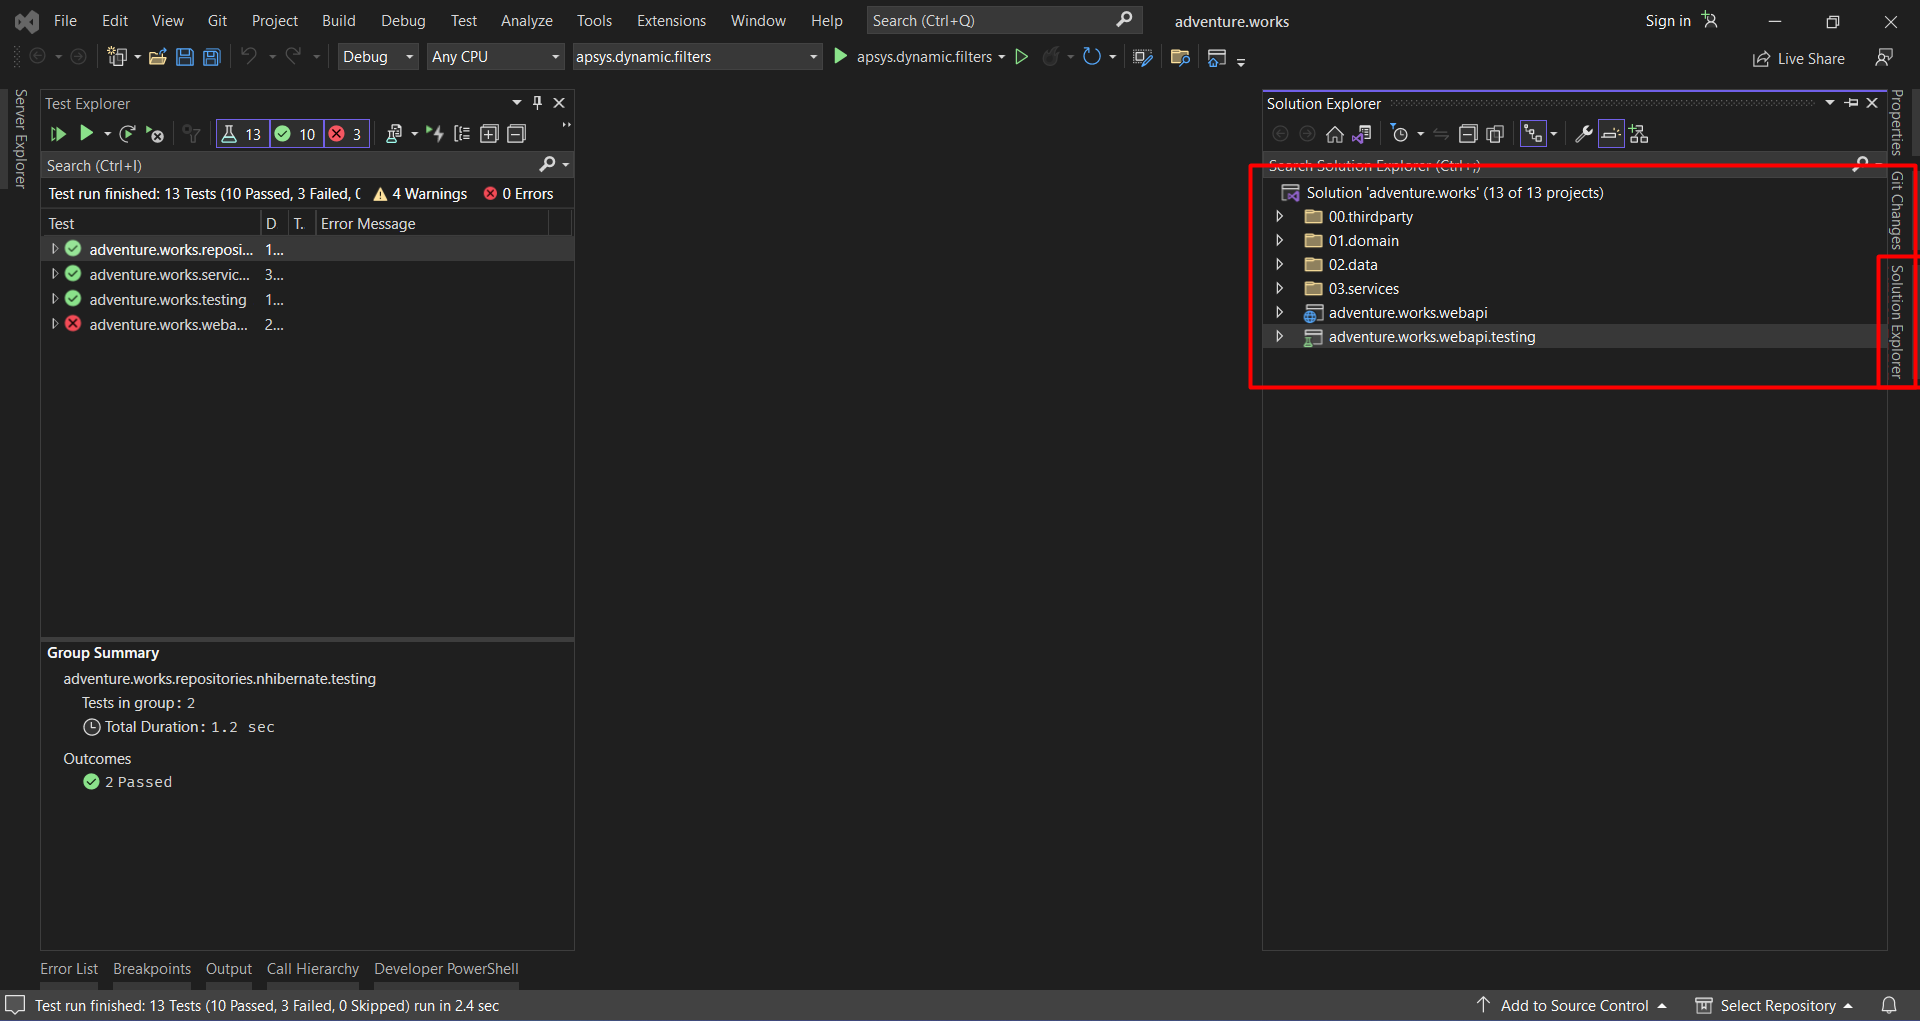 File Edit View Git Project Build Debug Test Analyze Tools Extensions Window Help Search (Ctrl+Q) adventure.works Sign in
Debug Any CPU apsys.dynamic.filters apsys.dynamic.filters Live Share
Server Explorer
Test Explorer
13 10 3
Search (Ctrl+I)
Test run finished: 13 Tests (10 Passed, 3 Failed, 0 4 Warnings 0 Errors
Test D T. Error Message
adventure.works.reposi... 1...
adventure.works.servic... 3...
adventure.works.testing 1...
adventure.works.weba... 2...
Group Summary
adventure.works.repositories.nhibernate.testing
Tests in group: 2
Total Duration: 1.2 sec
Outcomes
2 Passed
Solution Explorer
Search Solution Explorer (Ctrl+;)
Solution 'adventure.works' (13 of 13 projects)
00.thirdparty
01.domain
02.data
03.services
adventure.works.webapi
adventure.works.webapi.testing
Properties
Git Changes
Solution Explorer
Error List Breakpoints Output Call Hierarchy Developer PowerShell
Test run finished: 13 Tests (10 Passed, 3 Failed, 0 Skipped) run in 2.4 sec Add to Source Control Select Repository